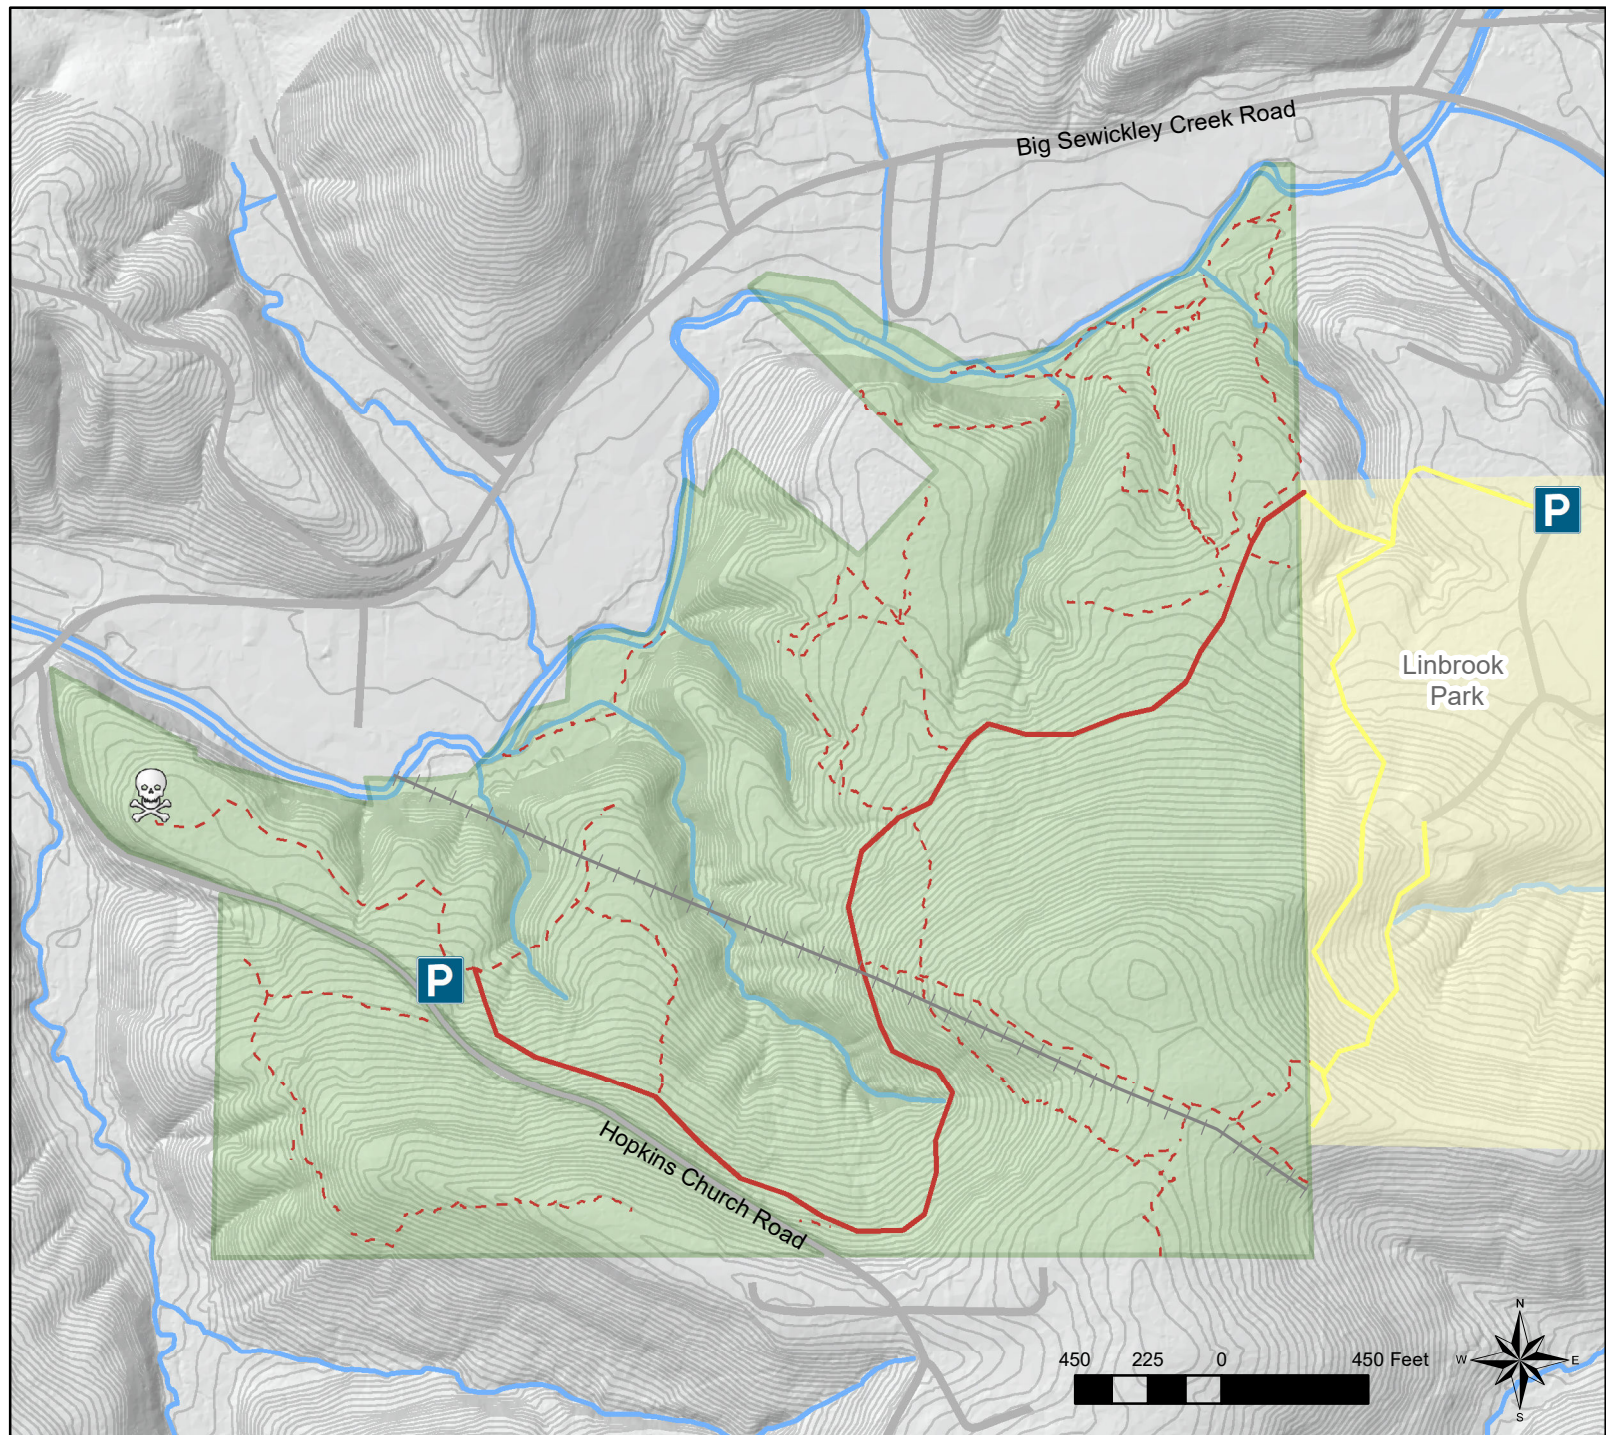 Big Sewickley Creek Road
P
Linbrook
Park
P
Hopkins Church Road
N
450 225 0 450 Feet
W E
S